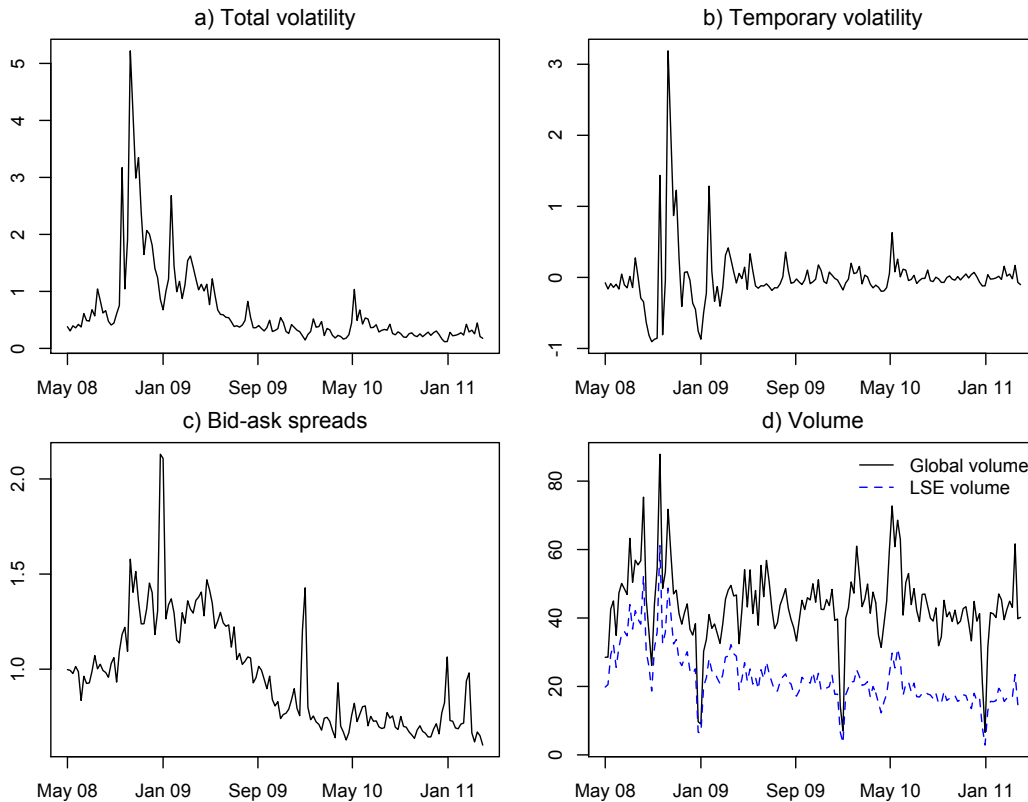 a) Total volatility
5
4
3
2
1
0
May 08 Jan 09 Sep 09 May 10 Jan 11
b) Temporary volatility
3
2
1
0
-1
May 08 Jan 09 Sep 09 May 10 Jan 11
c) Bid-ask spreads
2.0
1.5
1.0
May 08 Jan 09 Sep 09 May 10 Jan 11
d) Volume
Global volume
LSE volume
80
60
40
20
0
May 08 Jan 09 Sep 09 May 10 Jan 11